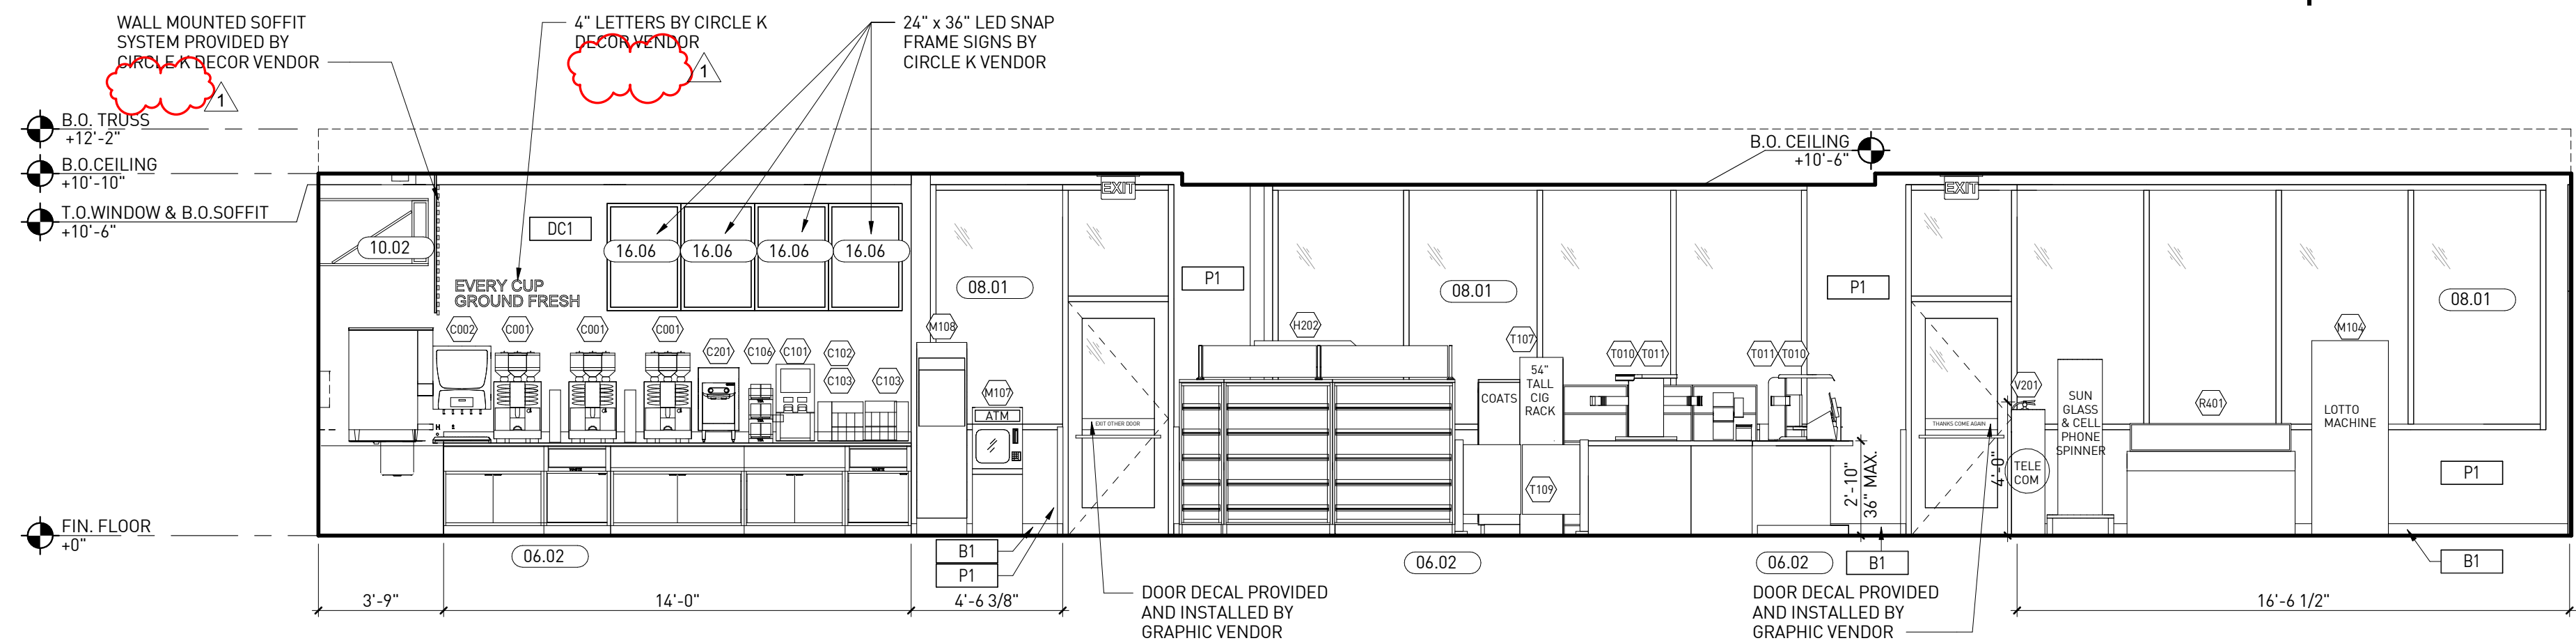 WALL MOUNTED SOFFIT
SYSTEM PROVIDED BY
CIRCLE K DECOR VENDOR
1
4" LETTERS BY CIRCLE K
DECOR VENDOR
1
24" x 36" LED SNAP
FRAME SIGNS BY
CIRCLE K VENDOR
B.O. TRUSS
+12'-2"
B.O.CEILING
+10'-10"
T.O.WINDOW & B.O.SOFFIT
+10'-6"
B.O. CEILING
+10'-6"
EXIT
EXIT
DC1
10.02
16.06
16.06
16.06
16.06
EVERY CUP
GROUND FRESH
08.01
P1
08.01
P1
08.01
C002
C001
C001
C001
C201
C106
C101
C102
C103
C103
M108
M107
ATM
H202
T107
54"
TALL
CIG
RACK
COATS
T010
T011
T011
T010
T109
EXIT OTHER DOOR
THANKS COME AGAIN
V201
TELE
COM
SUN
GLASS
& CELL
PHONE
SPINNER
R401
M104
LOTTO
MACHINE
P1
2'-10"
36" MAX.
4'-0"
FIN. FLOOR
+0"
06.02
B1
P1
06.02
06.02
B1
B1
3'-9"
14'-0"
4'-6 3/8"
DOOR DECAL PROVIDED
AND INSTALLED BY
GRAPHIC VENDOR
DOOR DECAL PROVIDED
AND INSTALLED BY
GRAPHIC VENDOR
16'-6 1/2"